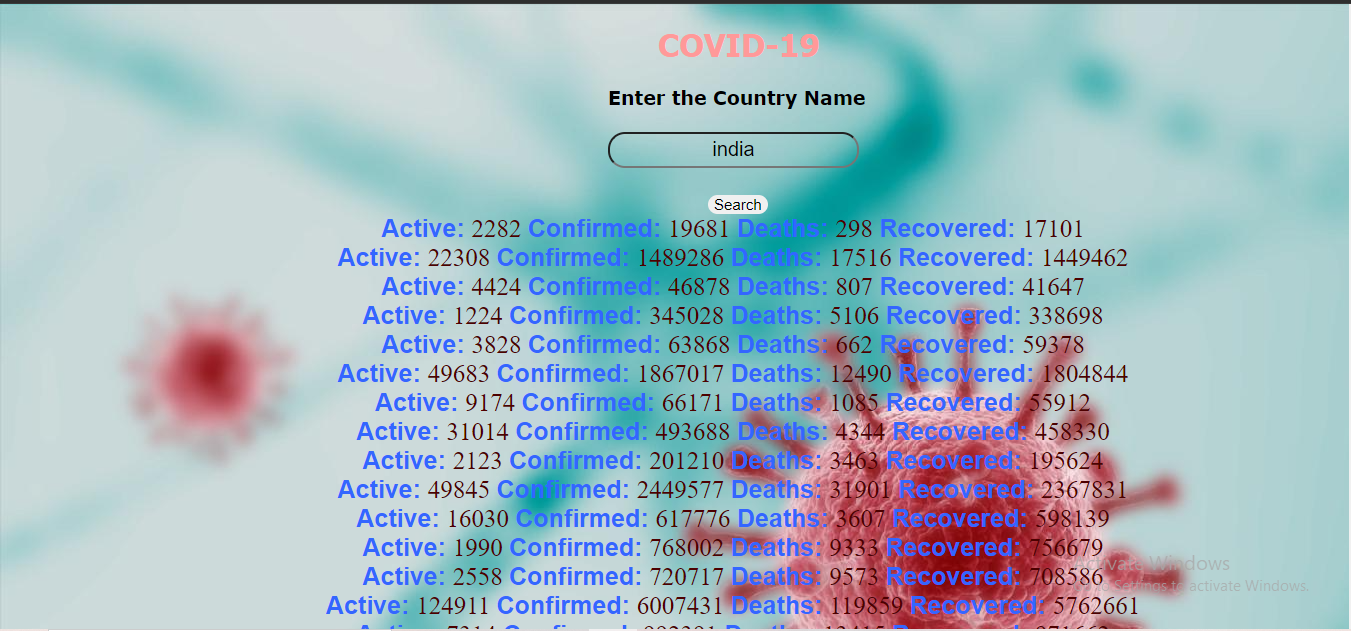 COVID-19
Enter the Country Name
india
Search
Active: 2282 Confirmed: 19681 Deaths: 298 Recovered: 17101
Active: 22308 Confirmed: 1489286 Deaths: 17516 Recovered: 1449462
Active: 4424 Confirmed: 46878 Deaths: 807 Recovered: 41647
Active: 1224 Confirmed: 345028 Deaths: 5106 Recovered: 338698
Active: 3828 Confirmed: 63868 Deaths: 662 Recovered: 59378
Active: 49683 Confirmed: 1867017 Deaths: 12490 Recovered: 1804844
Active: 9174 Confirmed: 66171 Deaths: 1085 Recovered: 55912
Active: 31014 Confirmed: 493688 Deaths: 4344 Recovered: 458330
Active: 2123 Confirmed: 201210 Deaths: 3463 Recovered: 195624
Active: 49845 Confirmed: 2449577 Deaths: 31901 Recovered: 2367831
Active: 16030 Confirmed: 617776 Deaths: 3607 Recovered: 598139
Active: 1990 Confirmed: 768002 Deaths: 9333 Recovered: 756679
Active: 2558 Confirmed: 720717 Deaths: 9573 Recovered: 708586
Activate Windows
Settings to activate Windows.
Active: 124911 Confirmed: 6007431 Deaths: 119859 Recovered: 5762661